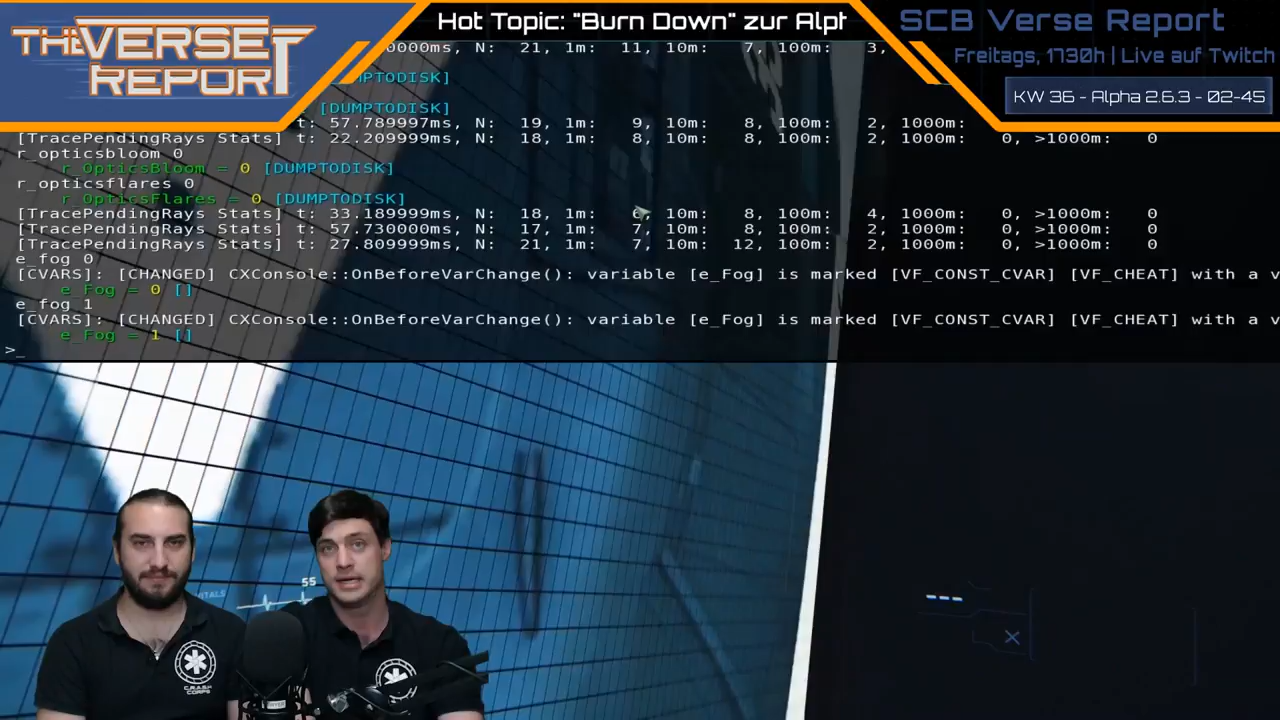 THE VERSE REPORT
Hot Topic: "Burn Down" zur Alph
SCB Verse Report
Freitags, 1730h | Live auf Twitch
KW 36 - Alpha 2.6.3 - 02-45
0000ms, N: 21, 1m: 11, 10m: 7, 100m: 3,
MPTODISK]
[DUMPTODISK]
t: 57.789997ms, N: 19, 1m: 9, 10m: 8, 100m: 2, 1000m:
[TracePendingRays Stats] t: 22.209999ms, N: 18, 1m: 8, 10m: 8, 100m: 2, 1000m: 0, >1000m: 0
r_opticsbloom 0
r_OpticsBloom = 0 [DUMPTODISK]
r_opticsflares 0
r_OpticsFlares = 0 [DUMPTODISK]
[TracePendingRays Stats] t: 33.189999ms, N: 18, 1m: 6, 10m: 8, 100m: 4, 1000m: 0, >1000m: 0
[TracePendingRays Stats] t: 57.730000ms, N: 17, 1m: 7, 10m: 8, 100m: 2, 1000m: 0, >1000m: 0
[TracePendingRays Stats] t: 27.809999ms, N: 21, 1m: 7, 10m: 12, 100m: 2, 1000m: 0, >1000m: 0
e_fog 0
[CVARS]: [CHANGED] CXConsole::OnBeforeVarChange(): variable [e_Fog] is marked [VF_CONST_CVAR] [VF_CHEAT] with a v
e_Fog = 0 []
e_fog 1
[CVARS]: [CHANGED] CXConsole::OnBeforeVarChange(): variable [e_Fog] is marked [VF_CONST_CVAR] [VF_CHEAT] with a v
e_Fog = 1 []
>_
55
ITALS
C.R.A.S.H.
CORPS